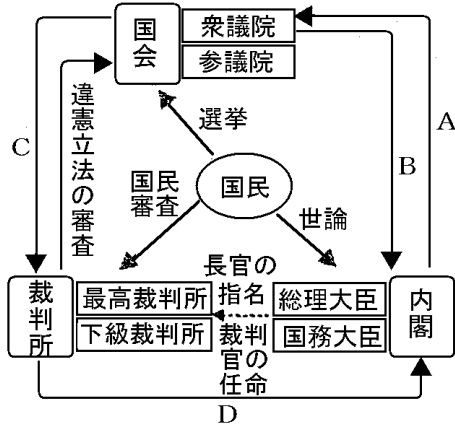 国会
衆議院
参議院
A
B
C
違憲立法の審査
選挙
国民
国民
審査
世論
長官の
指名
裁判所
最高裁判所
下級裁判所
総理大臣
国務大臣
内閣
裁判
官の
任命
D